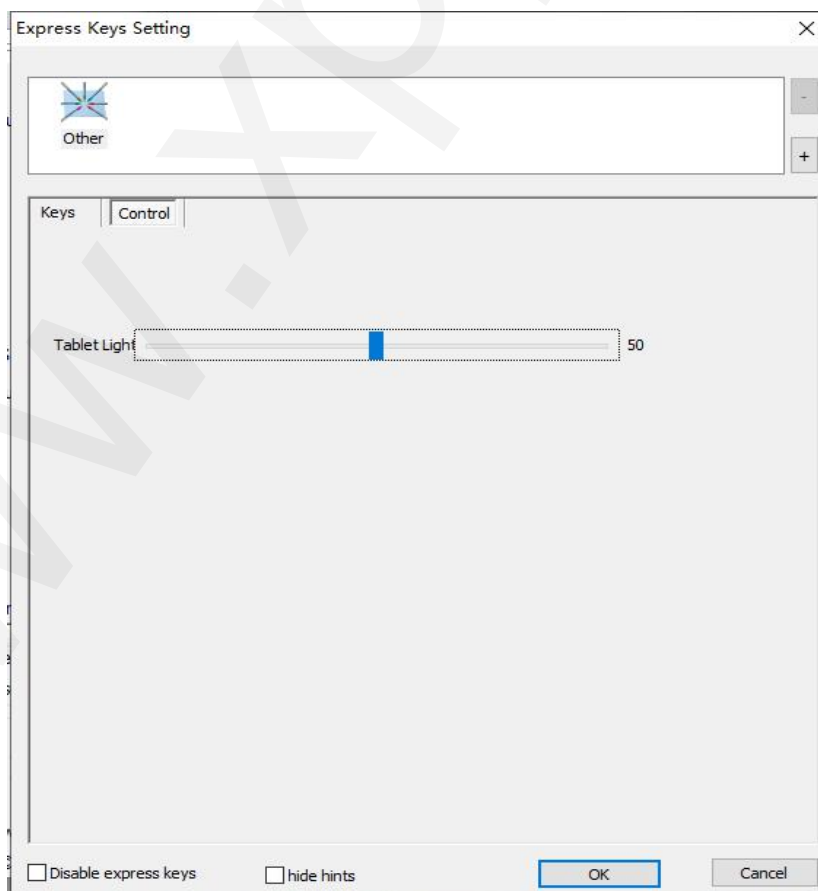 Express Keys Setting
Other
-
+
Keys Control
Tablet Light 50
Disable express keys hide hints OK Cancel